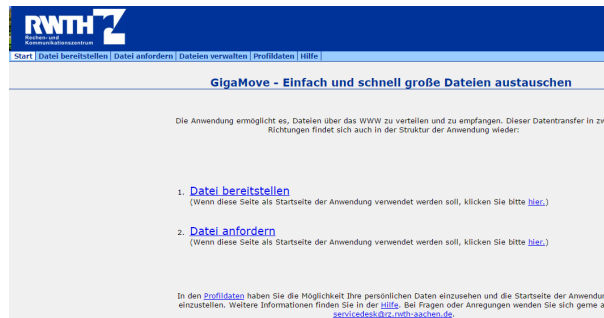 RWTH
Rechen- und
Kommunikationszentrum
Start | Datei bereitstellen | Datei anfordern | Dateien verwalten | Profildaten | Hilfe |
GigaMove - Einfach und schnell große Dateien austauschen
Die Anwendung ermöglicht es, Dateien über das WWW zu verteilen und zu empfangen. Dieser Datentransfer in zw
Richtungen findet sich auch in der Struktur der Anwendung wieder:
1. Datei bereitstellen
(Wenn diese Seite als Startseite der Anwendung verwendet werden soll, klicken Sie bitte hier.)
2. Datei anfordern
(Wenn diese Seite als Startseite der Anwendung verwendet werden soll, klicken Sie bitte hier.)
In den Profildaten haben Sie die Möglichkeit Ihre persönlichen Daten einzusehen und die Startseite der Anwendun
einzustellen. Weitere Informationen finden Sie in der Hilfe. Bei Fragen oder Anregungen wenden Sie sich gerne a
servicedesk@rz.rwth-aachen.de.